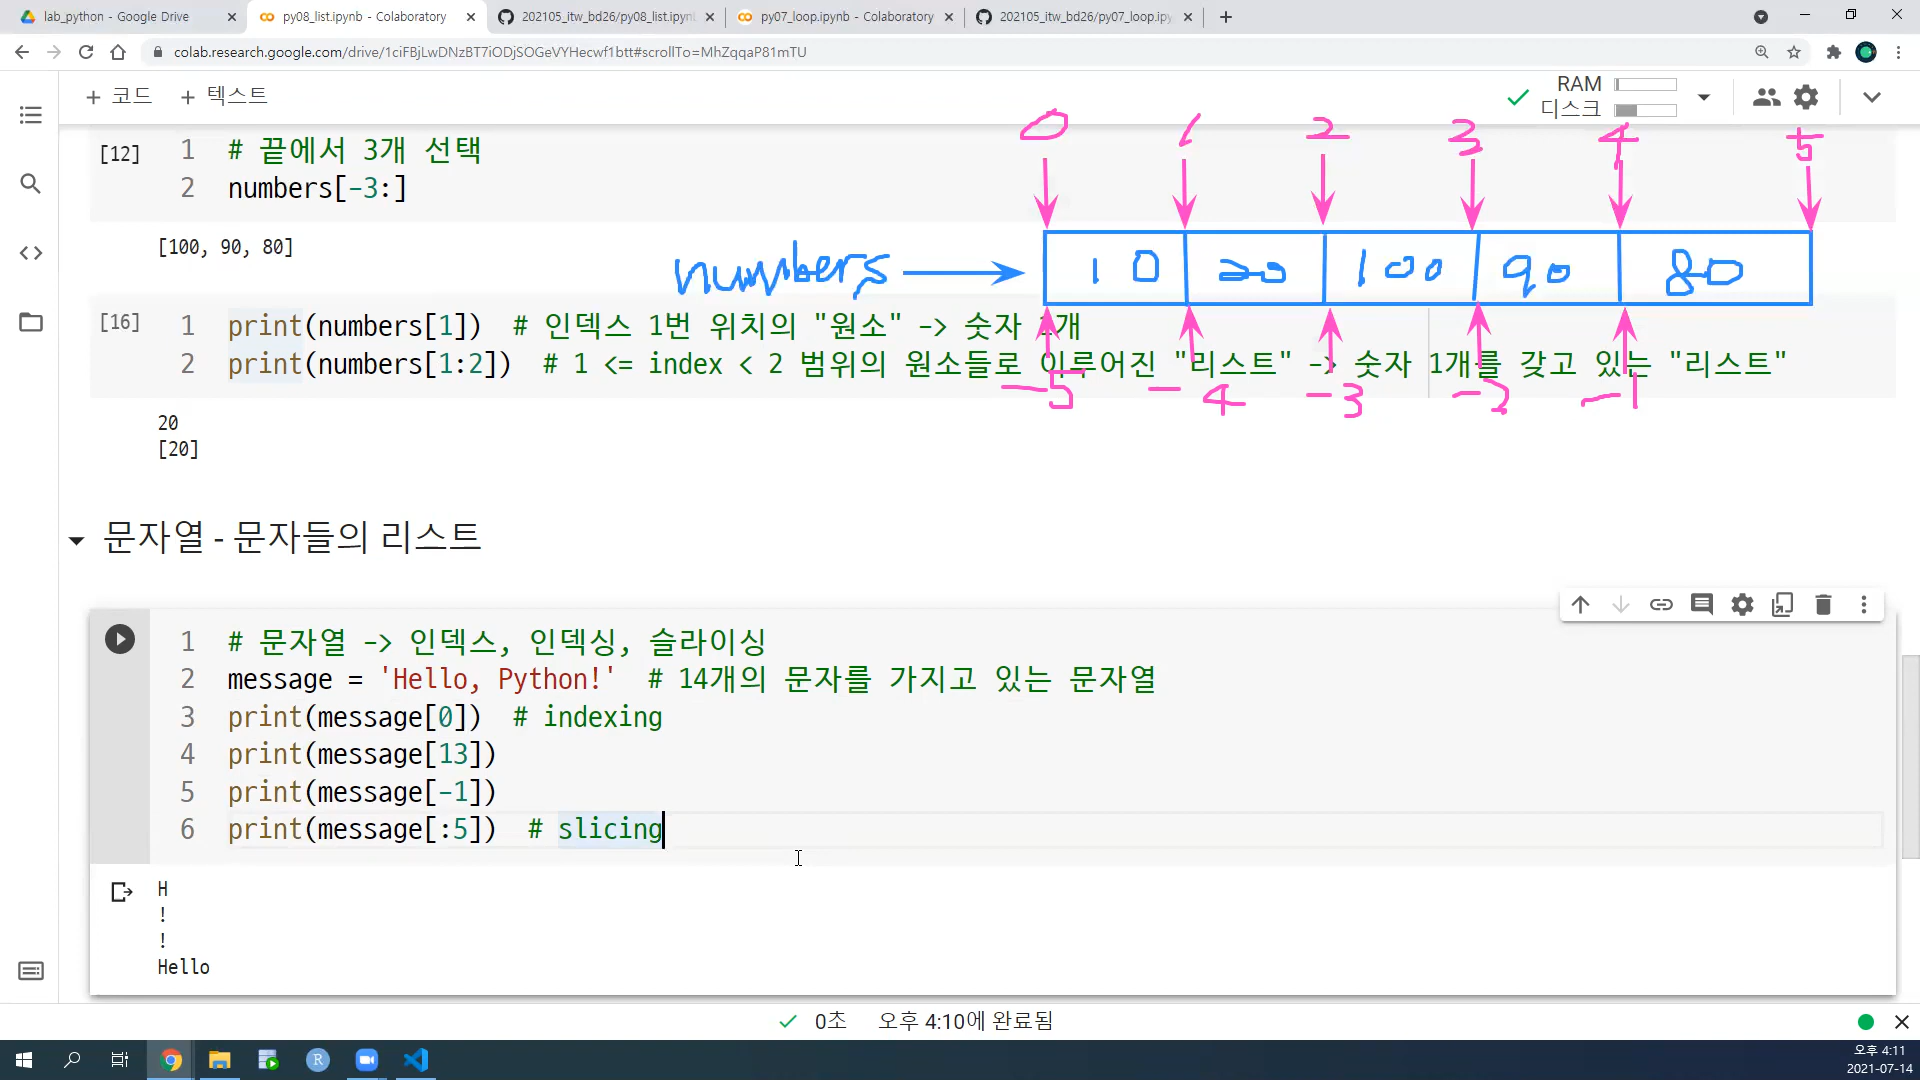 lab_python - Google Drive
py08_list.ipynb - Colaboratory
202105_itw_bd26/py08_list.ipyn
py07_loop.ipynb - Colaboratory
202105_itw_bd26/py07_loop.ipy
colab.research.google.com/drive/1ciFBjLwDNzBT7iODjSOGeVYHecwf1btt#scrollTo=MhZqqaP81mTU
+ 코드 + 텍스트
RAM
디스크
0 1 2 3 4 5
[12] 1 # 끝에서 3개 선택
2 numbers[-3:]
[100, 90, 80]
numbers 10 20 100 90 80
[16] 1 print(numbers[1]) # 인덱스 1번 위치의 "원소" -> 숫자 1개
2 print(numbers[1:2]) # 1 <= index < 2 범위의 원소들로 이루어진 "리스트" -> 숫자 1개를 갖고 있는 "리스트"
-5 -4 -3 -2 -1
20
[20]
문자열 - 문자들의 리스트
1 # 문자열 -> 인덱스, 인덱싱, 슬라이싱
2 message = 'Hello, Python!' # 14개의 문자를 가지고 있는 문자열
3 print(message[0]) # indexing
4 print(message[13])
5 print(message[-1])
6 print(message[:5]) # slicing
H
!
!
Hello
0초 오후 4:10에 완료됨
오후 4:11
2021-07-14